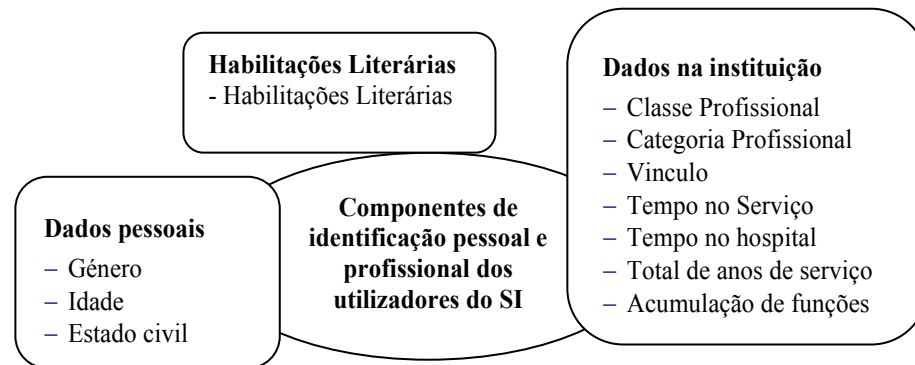 Habilitações Literárias
- Habilitações Literárias
Dados na instituição
– Classe Profissional
– Categoria Profissional
– Vinculo
– Tempo no Serviço
– Tempo no hospital
– Total de anos de serviço
– Acumulação de funções
Dados pessoais
– Género
– Idade
– Estado civil
Componentes de
identificação pessoal e
profissional dos
utilizadores do SI